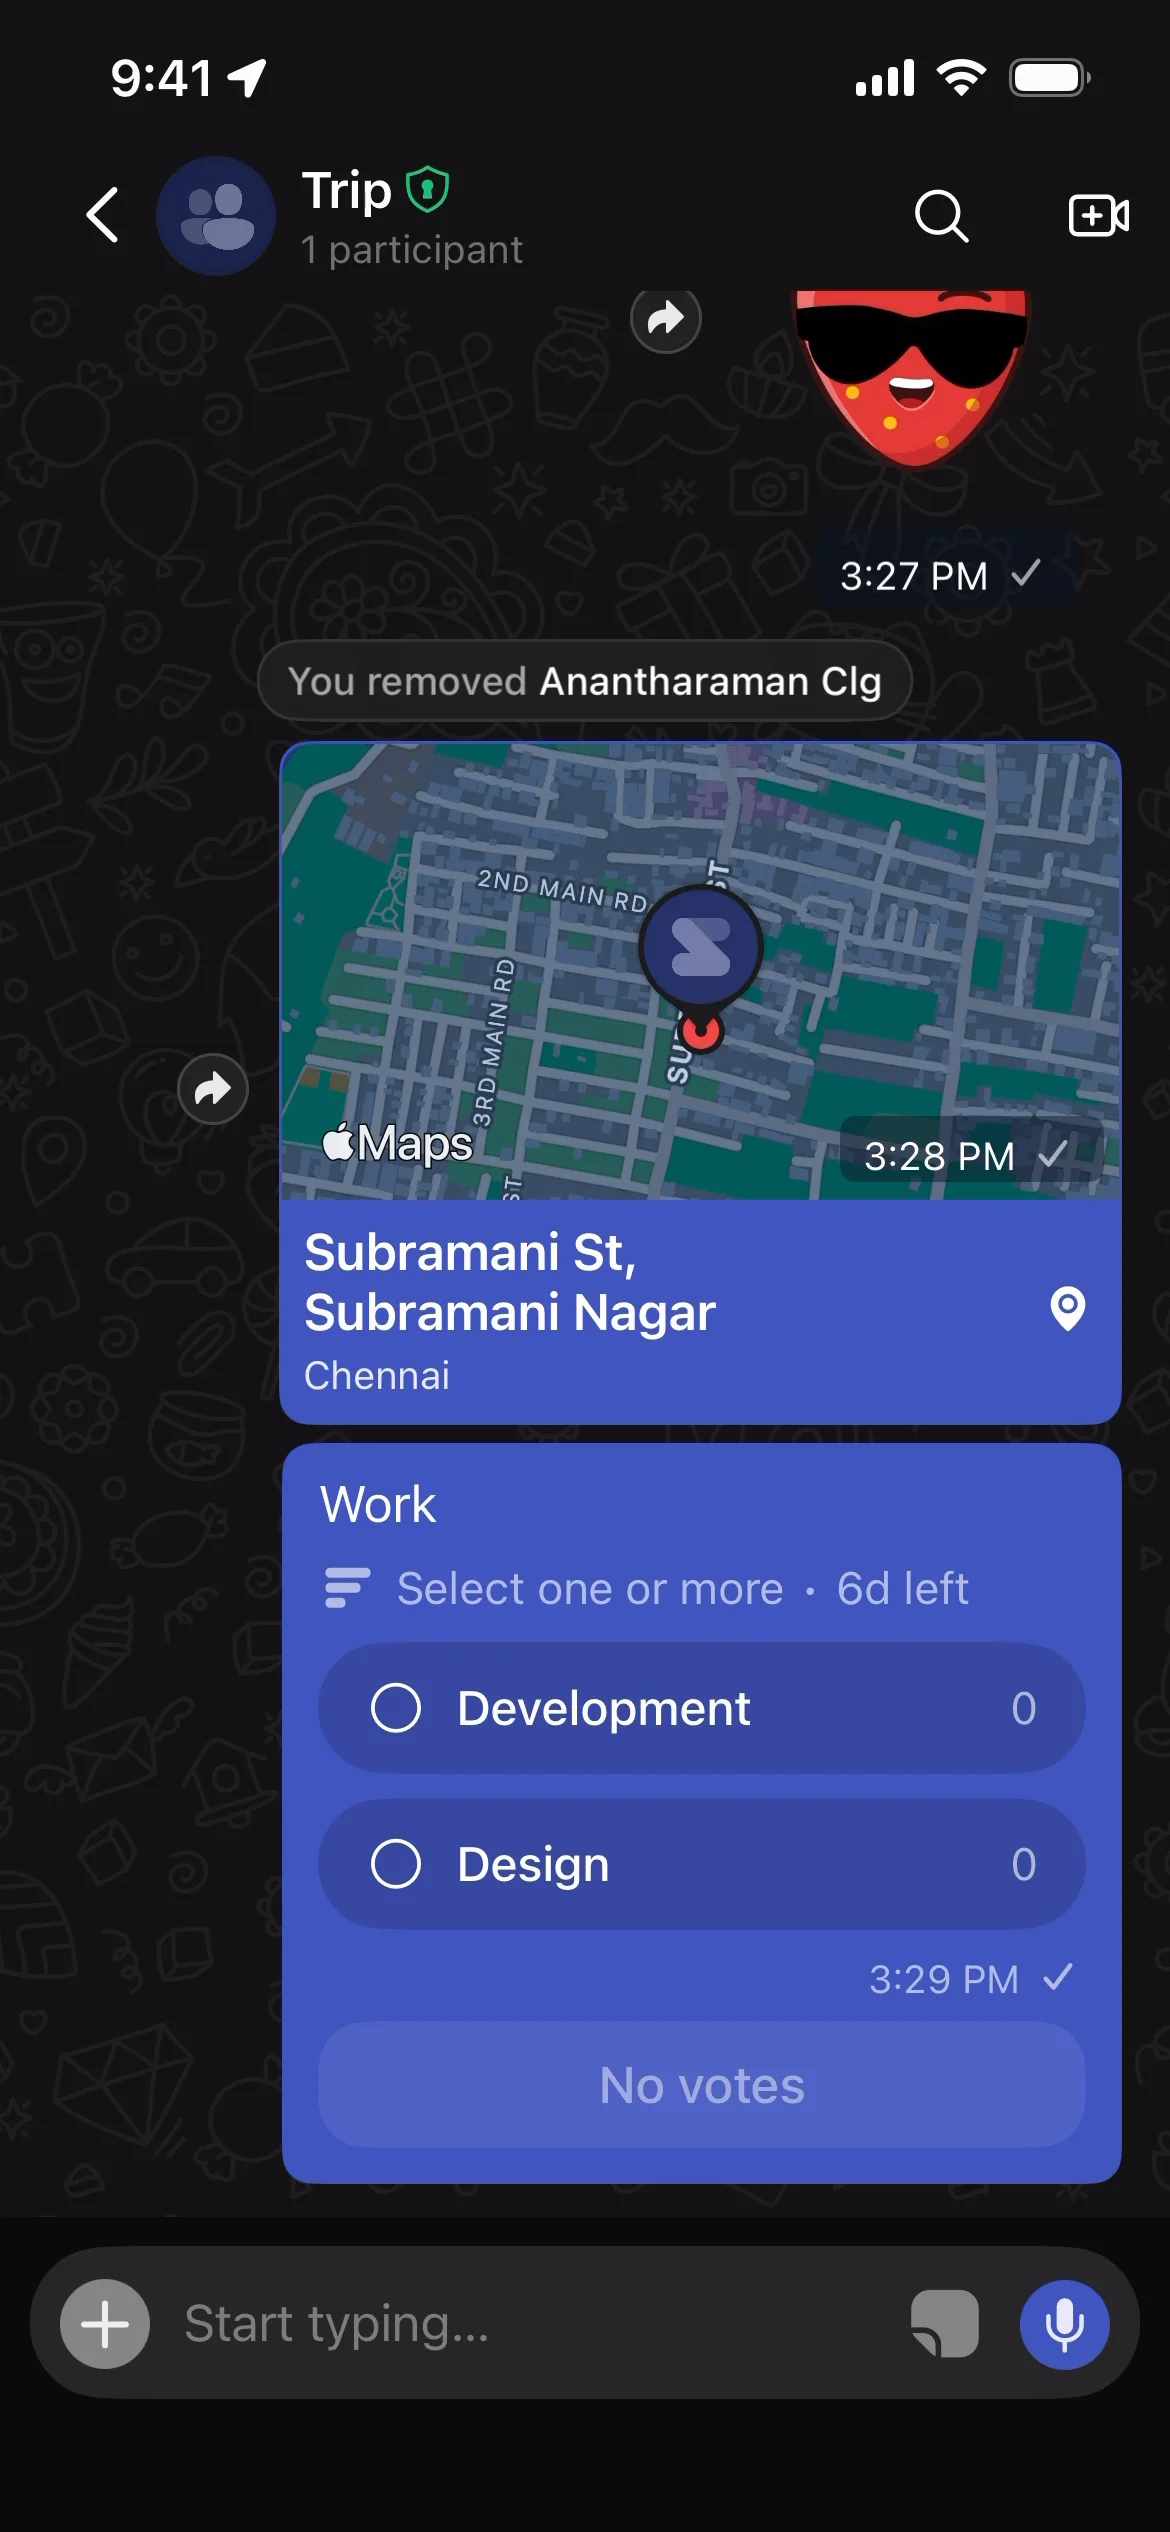 9:41
Trip
1 participant
3:27 PM
You removed Anantharaman Clg
2ND MAIN RD
ST
3RD MAIN RD
Maps
ST
3:28 PM
Subramani St,
Subramani Nagar
Chennai
Work
Select one or more · 6d left
Development 0
Design 0
3:29 PM
No votes
Start typing...